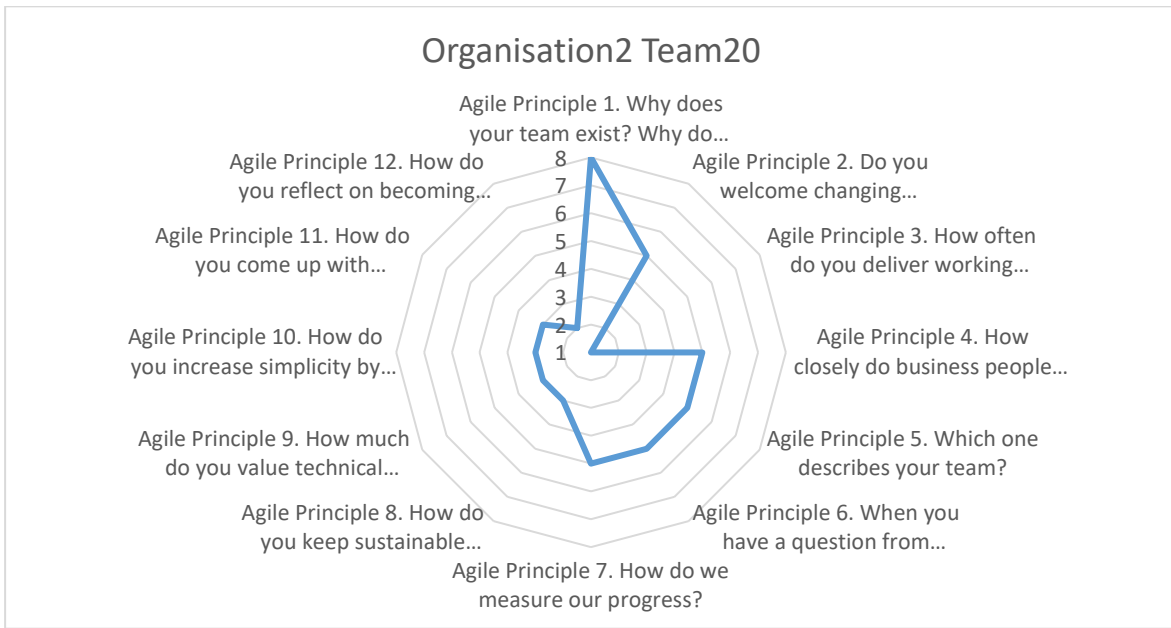 Organisation2 Team20
Agile Principle 1. Why does
your team exist? Why do…
Agile Principle 2. Do you
welcome changing…
Agile Principle 3. How often
do you deliver working…
Agile Principle 4. How
closely do business people…
Agile Principle 5. Which one
describes your team?
Agile Principle 6. When you
have a question from…
Agile Principle 7. How do we
measure our progress?
Agile Principle 8. How do
you keep sustainable…
Agile Principle 9. How much
do you value technical…
Agile Principle 10. How do
you increase simplicity by…
Agile Principle 11. How do
you come up with…
Agile Principle 12. How do
you reflect on becoming…
8
7
6
5
4
3
2
1